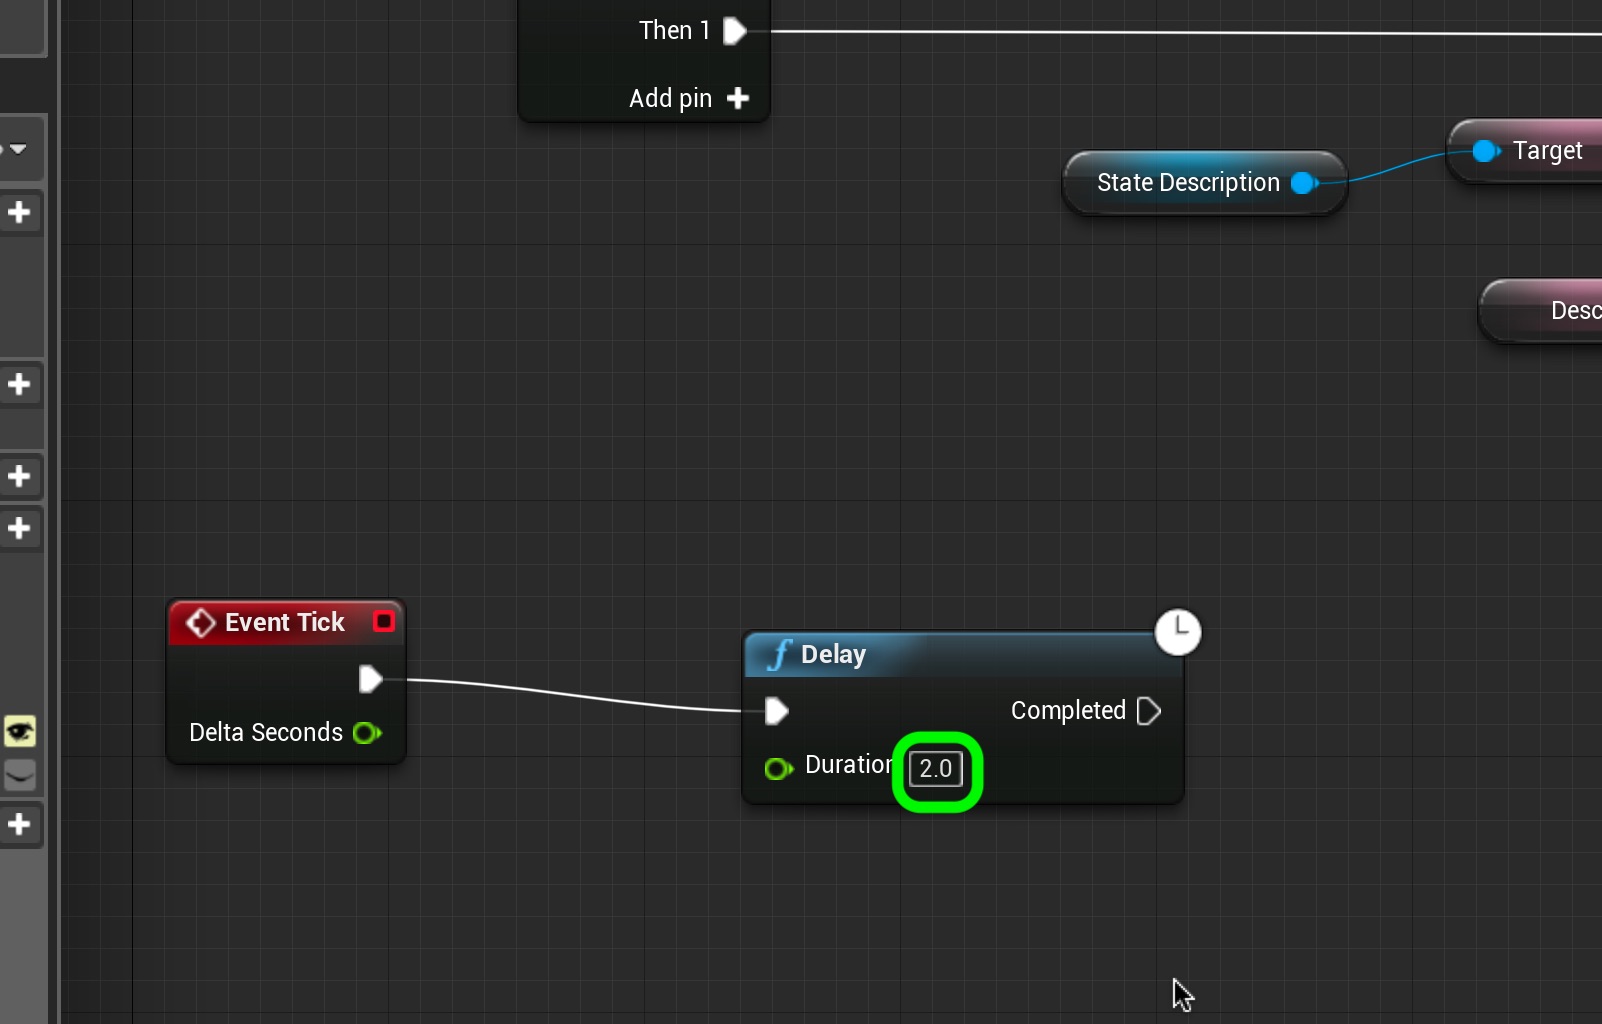 Then 1
Add pin
Target
State Description
Desc
Event Tick
Delta Seconds
Delay
Completed
Duration
2.0